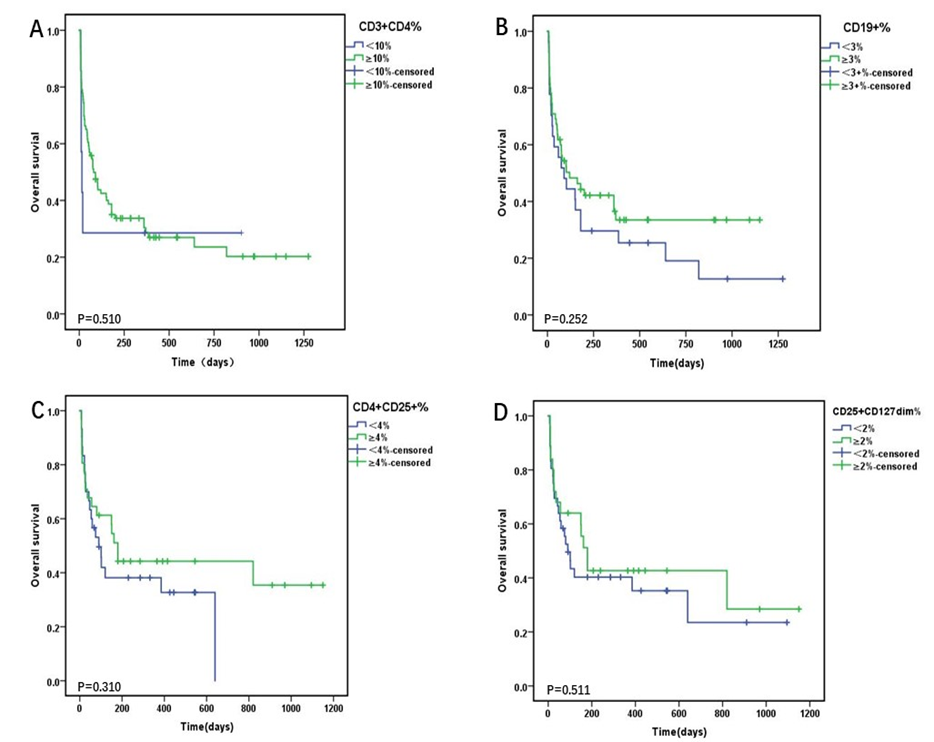 A
CD3+CD4%
<10%
≥10%
<10%-censored
≥10%-censored
Overall survival
1.0
0.8
0.6
0.4
0.2
0.0
P=0.510
0 250 500 750 1000 1250
Time（days）
B
CD19+%
<3%
≥3%
<3+%-censored
≥3+%-censored
Overall survival
1.0
0.8
0.6
0.4
0.2
0.0
P=0.252
0 250 500 750 1000 1250
Time(days)
C
CD4+CD25+%
<4%
≥4%
<4%-censored
≥4%-censored
Overall survival
1.0
0.8
0.6
0.4
0.2
0.0
P=0.310
0 200 400 600 800 1000 1200
Time(days)
D
CD25+CD127dim%
<2%
≥2%
<2%-censored
≥2%-censored
Overall survival
1.0
0.8
0.6
0.4
0.2
0.0
P=0.511
0 200 400 600 800 1000 1200
Time(days)